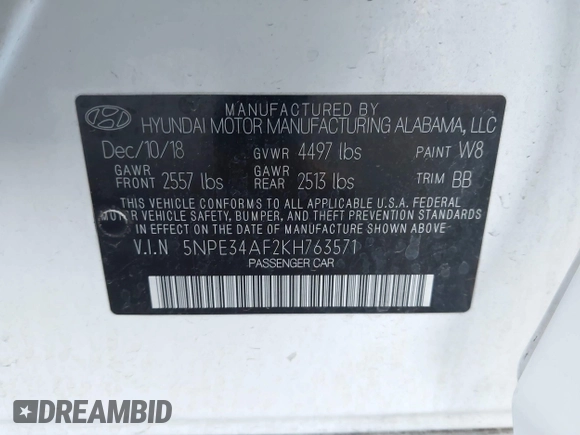 MANUFACTURED BY
HYUNDAI MOTOR MANUFACTURING ALABAMA, LLC
Dec/10/18 GVWR 4497 lbs PAINT W8
GAWR FRONT 2557 lbs GAWR REAR 2513 lbs TRIM BB
THIS VEHICLE CONFORMS TO ALL APPLICABLE U.S.A. FEDERAL
MOTOR VEHICLE SAFETY, BUMPER, AND THEFT PREVENTION STANDARDS
IN EFFECT ON THE DATE OF MANUFACTURE SHOWN ABOVE.
V.I.N 5NPE34AF2KH763571
PASSENGER CAR
DREAMBID